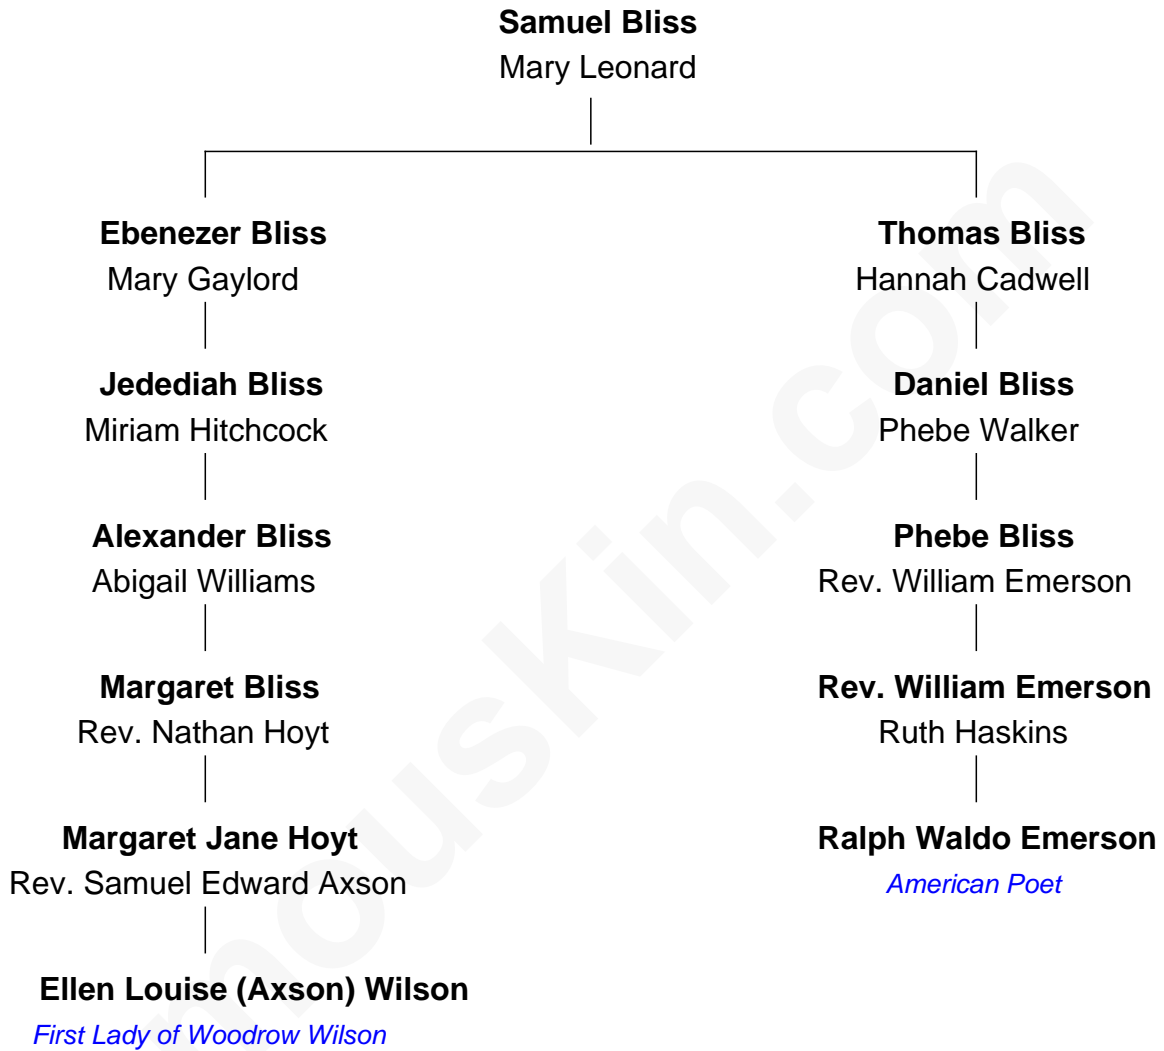 Samuel Bliss
Mary Leonard
Ebenezer Bliss
Mary Gaylord
Thomas Bliss
Hannah Cadwell
Jedediah Bliss
Miriam Hitchcock
Daniel Bliss
Phebe Walker
Alexander Bliss
Abigail Williams
Phebe Bliss
Rev. William Emerson
Margaret Bliss
Rev. Nathan Hoyt
Rev. William Emerson
Ruth Haskins
Margaret Jane Hoyt
Rev. Samuel Edward Axson
Ralph Waldo Emerson
American Poet
Ellen Louise (Axson) Wilson
First Lady of Woodrow Wilson
mousKin.com